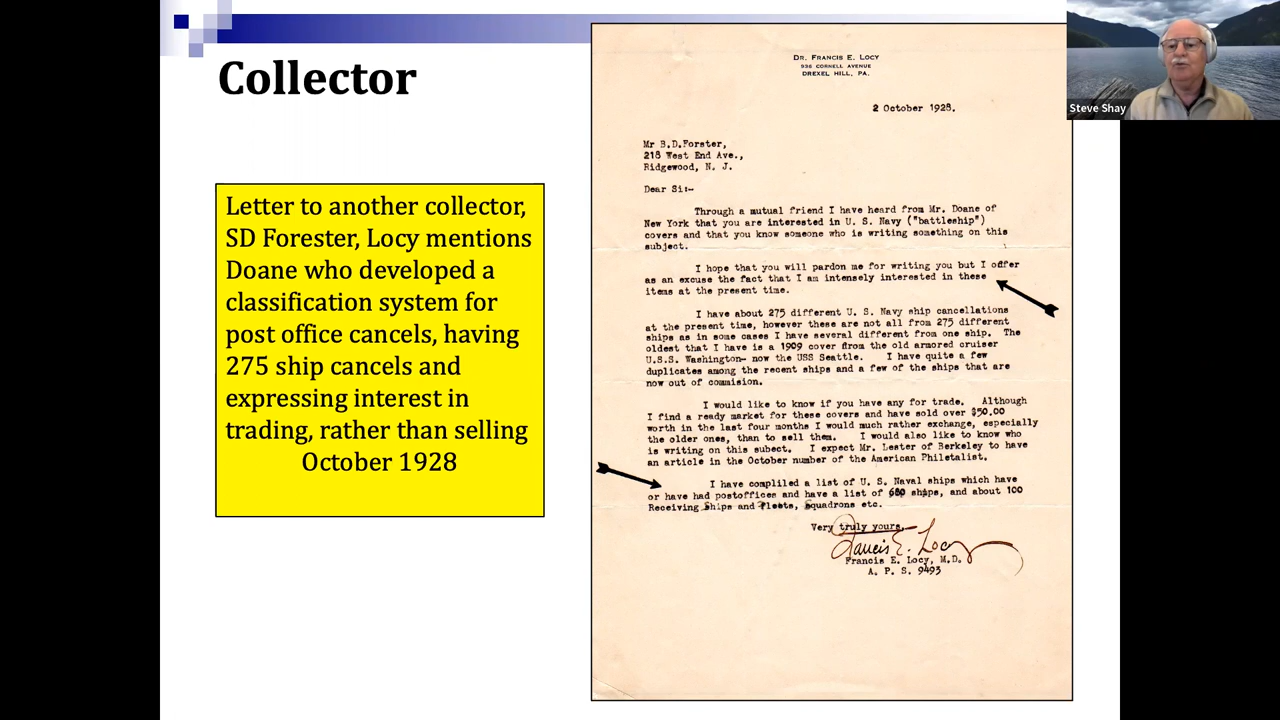 Collector
Letter to another collector,
SD Forester, Locy mentions
Doane who developed a
classification system for
post office cancels, having
275 ship cancels and
expressing interest in
trading, rather than selling
October 1928
DR. FRANCIS E. LOCY
936 CORNELL AVENUE
DREXEL HILL, PA.
2 October 1928.
Mr B.D.Forster,
218 West End Ave.,
Ridgewood, N. J.
Dear Si:-
Through a mutual friend I have heard from Mr. Doane of
New York that you are interested in U. S. Navy ("battleship")
covers and that you know someone who is writing something on this
subject.
I hope that you will pardon me for writing you but I offer
as an excuse the fact that I am intensely interested in these
items at the present time.
I have about 275 different U. S. Navy ship cancellations
at the present time, however these are not all from 275 different
ships as in some cases I have several different from one ship. The
oldest that I have is a 1909 cover from the old armored cruiser
U.S.S. Washington- now the USS Seattle. I have quite a few
duplicates among the recent ships and a few of the ships that are
now out of commision.
I would like to know if you have any for trade. Although
I find a ready market for these covers and have sold over $50.00
worth in the last four months I would much rather exchange, especially
the older ones, than to sell them. I would also like to know who
is writing on this subect. I expect Mr. Lester of Berkeley to have
an article in the October number of the American Philetalist.
I have compliled a list of U. S. Naval ships which have
or have had postoffices and have a list of 680 ships, and about 100
Receiving Ships and Fleets, Squadrons etc.
Very truly yours,
Francis E. Locy
Francis E. Locy, M.D.
A. P. S. 9493
Steve Shay